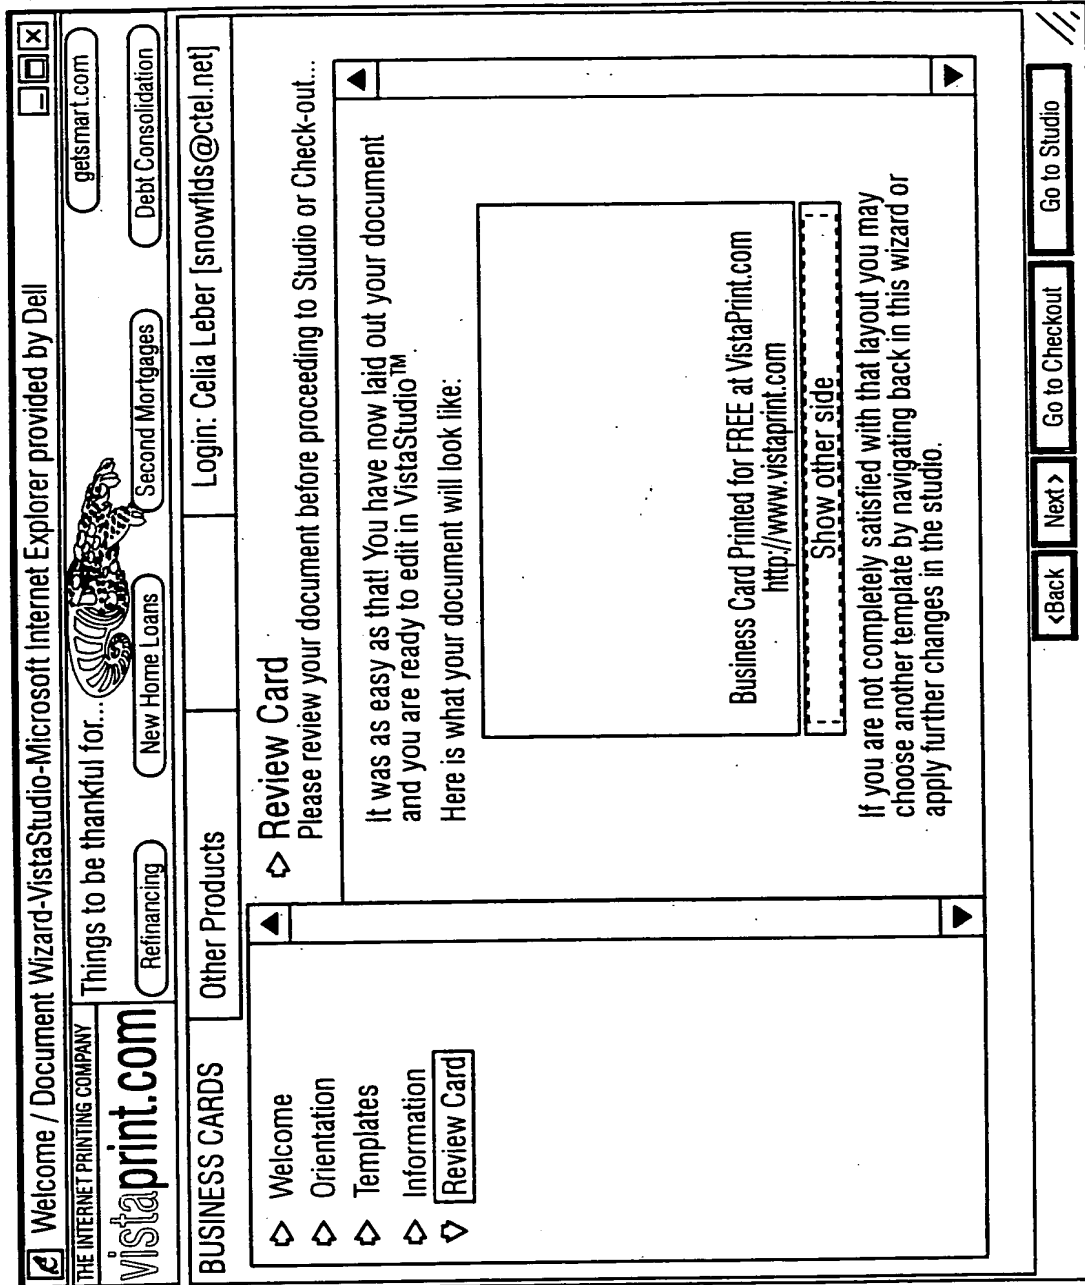 Welcome / Document Wizard-VistaStudio-Microsoft Internet Explorer provided by Dell
THE INTERNET PRINTING COMPANY
vistaprint.com
Things to be thankful for...
getsmart.com
Refinancing
New Home Loans
Second Mortgages
Debt Consolidation
BUSINESS CARDS
Other Products
Login: Celia Leber [snowflds@ctel.net]
Welcome
Orientation
Templates
Information
Review Card
Review Card
Please review your document before proceeding to Studio or Check-out...
It was as easy as that! You have now laid out your document
and you are ready to edit in VistaStudio™
Here is what your document will look like:
Business Card Printed for FREE at VistaPrint.com
http://www.vistaprint.com
Show other side
If you are not completely satisfied with that layout you may
choose another template by navigating back in this wizard or
apply further changes in the studio.
<Back
Next>
Go to Checkout
Go to Studio